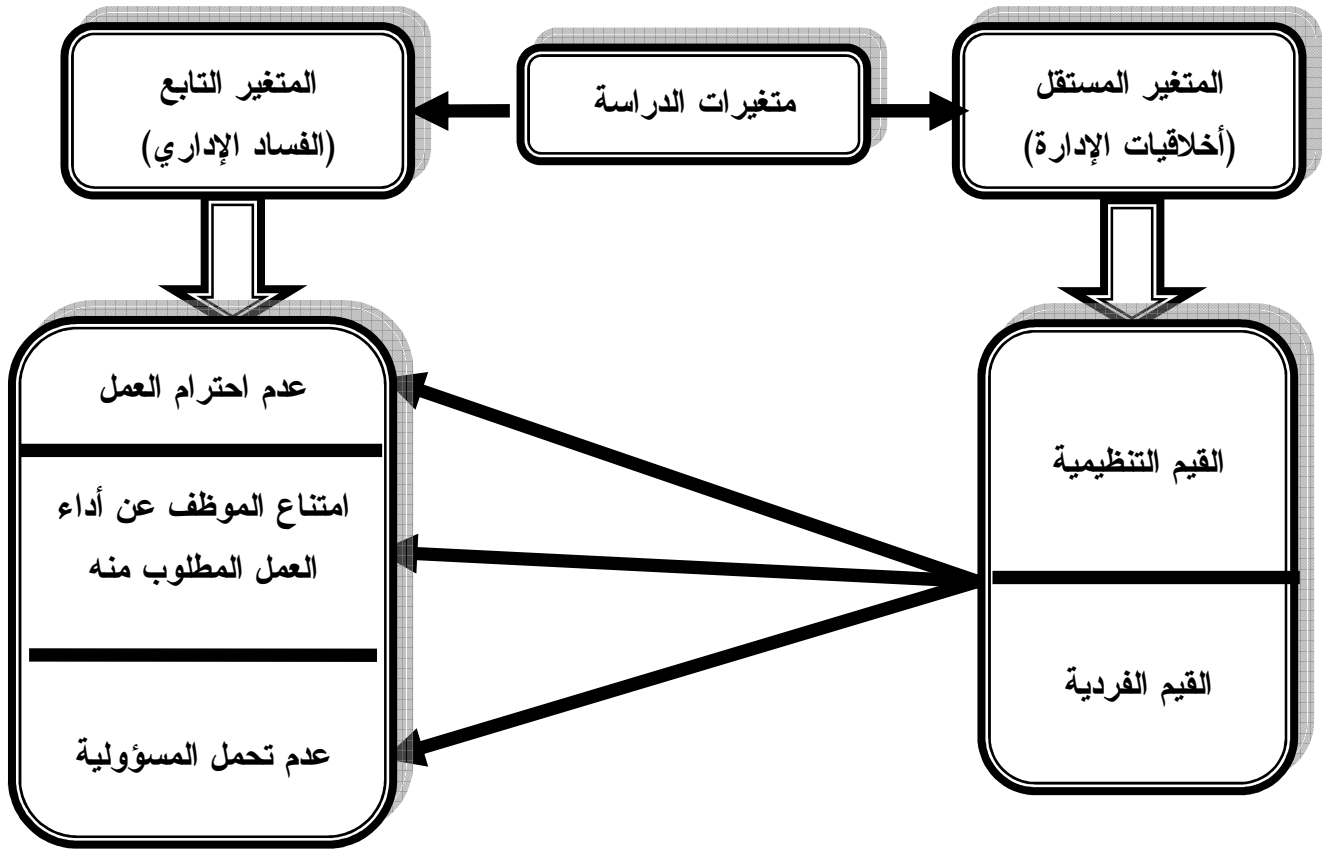 المتغير المستقل
(أخلاقيات الإدارة)
متغيرات الدراسة
المتغير التابع
(الفساد الإداري)
القيم التنظيمية
القيم الفردية
عدم احترام العمل
امتناع الموظف عن أداء
العمل المطلوب منه
عدم تحمل المسؤولية